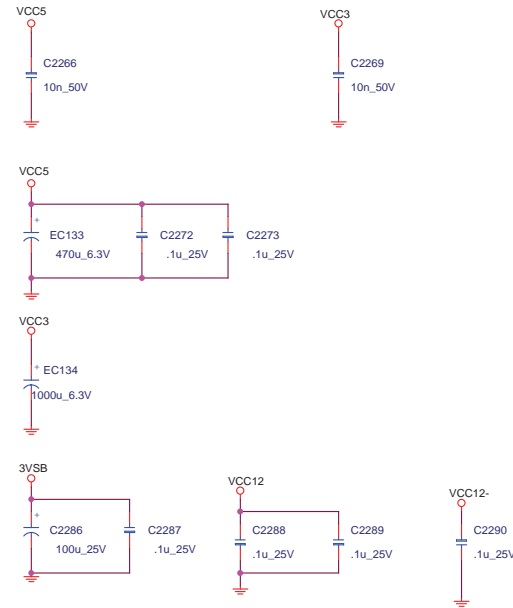 VCC5
VCC3
C2266
10n_50V
C2269
10n_50V
VCC5
+
EC133
470u_6.3V
C2272
.1u_25V
C2273
.1u_25V
VCC3
+
EC134
1000u_6.3V
3VSB
+
C2286
100u_25V
C2287
.1u_25V
VCC12
C2288
.1u_25V
C2289
.1u_25V
VCC12-
C2290
.1u_25V